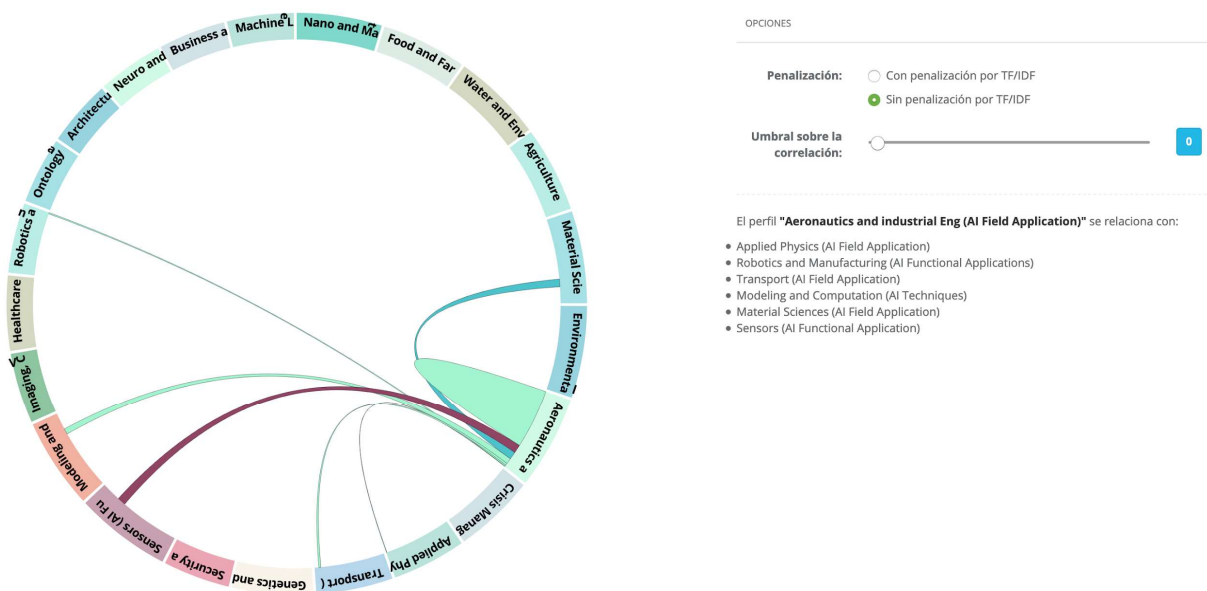 Machine L
Nano and Ma
Business a
Food and Far
Neuro and
Water and Env
Architectu
Agriculture
Ontology
a
Material Scie
Robotics a
Healthcare
Environmenta
l
Imaging, C
Aeronautics a
Modeling and
Crisis Manag
Sensors (AI Fu
Applied Phy
Security a
Genetics and
Transport (
OPCIONES
Penalización:
Con penalización por TF/IDF
Sin penalización por TF/IDF
Umbral sobre la
correlación:
0
El perfil "Aeronautics and industrial Eng (AI Field Application)" se relaciona con:
• Applied Physics (AI Field Application)
• Robotics and Manufacturing (AI Functional Applications)
• Transport (AI Field Application)
• Modeling and Computation (AI Techniques)
• Material Sciences (AI Field Application)
• Sensors (AI Functional Application)